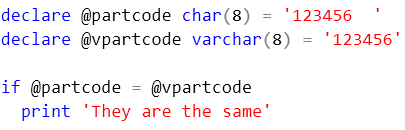 declare @partcode char(8) = '123456  '
declare @vpartcode varchar(8) = '123456'
if @partcode = @vpartcode
  print 'They are the same'